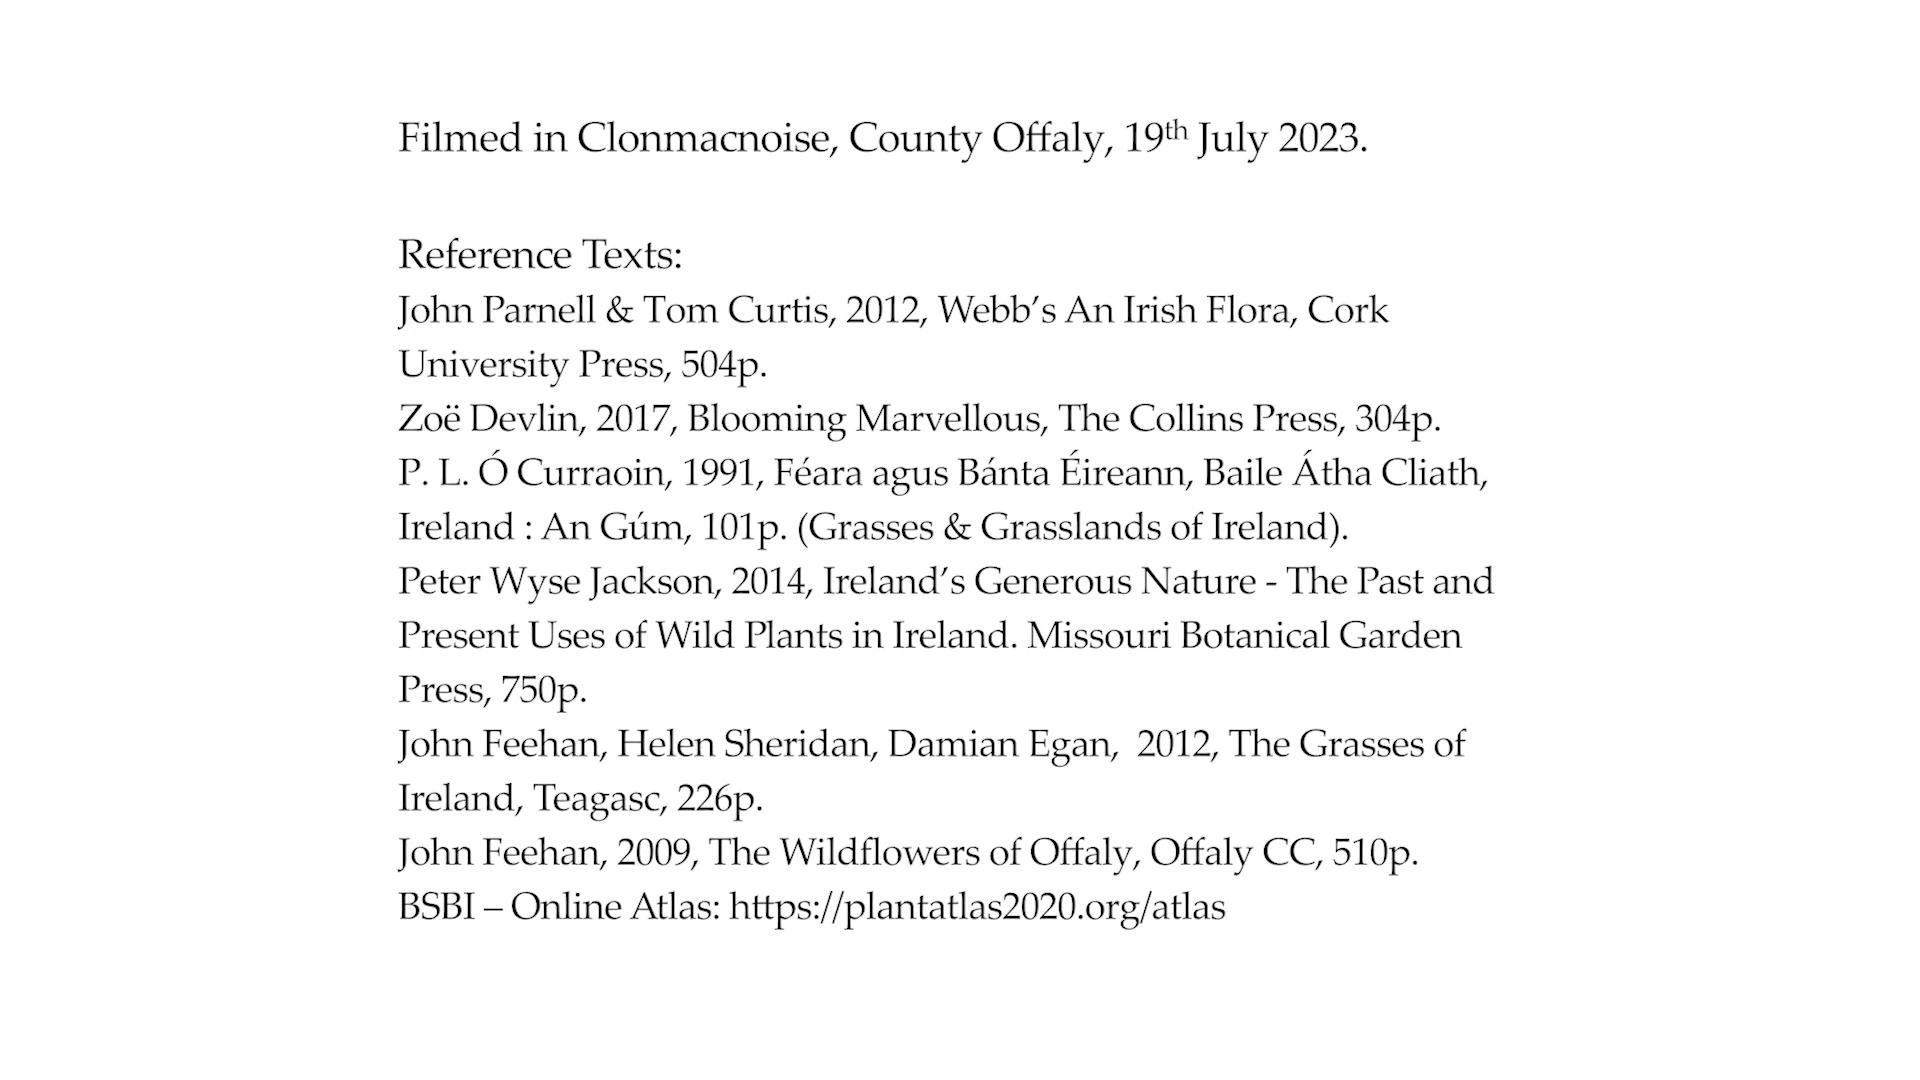 Filmed in Clonmacnoise, County Offaly, 19th July 2023.
Reference Texts:
John Parnell & Tom Curtis, 2012, Webb’s An Irish Flora, Cork
University Press, 504p.
Zoë Devlin, 2017, Blooming Marvellous, The Collins Press, 304p.
P. L. Ó Curraoin, 1991, Féara agus Bánta Éireann, Baile Átha Cliath,
Ireland : An Gúm, 101p. (Grasses & Grasslands of Ireland).
Peter Wyse Jackson, 2014, Ireland’s Generous Nature - The Past and
Present Uses of Wild Plants in Ireland. Missouri Botanical Garden
Press, 750p.
John Feehan, Helen Sheridan, Damian Egan,  2012, The Grasses of
Ireland, Teagasc, 226p.
John Feehan, 2009, The Wildflowers of Offaly, Offaly CC, 510p.
BSBI – Online Atlas: https://plantatlas2020.org/atlas